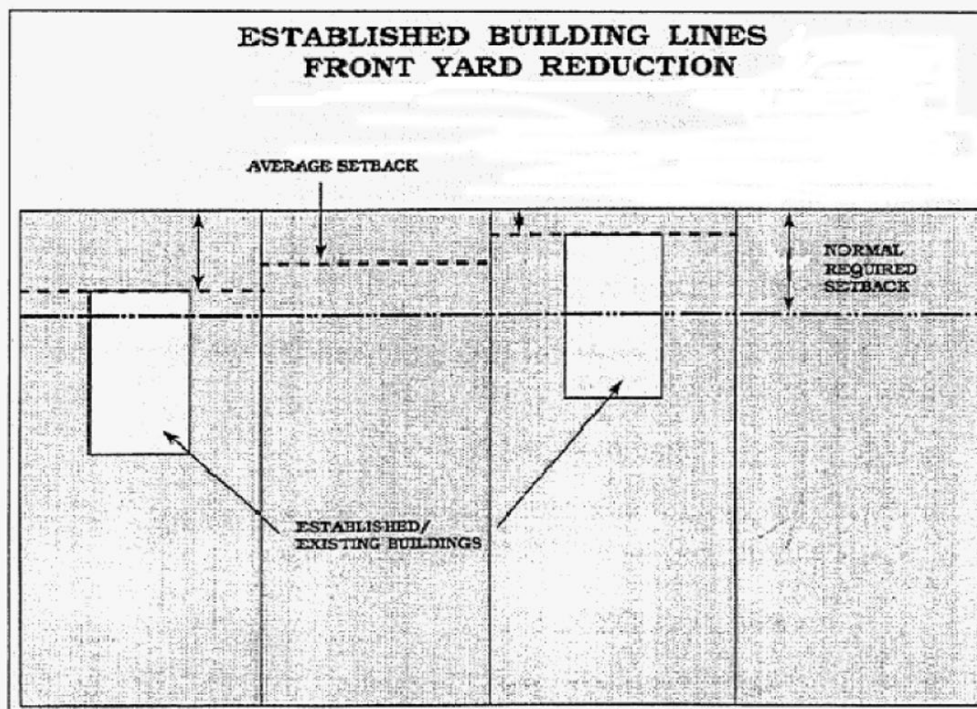 ESTABLISHED BUILDING LINES
FRONT YARD REDUCTION
AVERAGE SETBACK
NORMAL
REQUIRED
SETBACK
ESTABLISHED/
EXISTING BUILDINGS